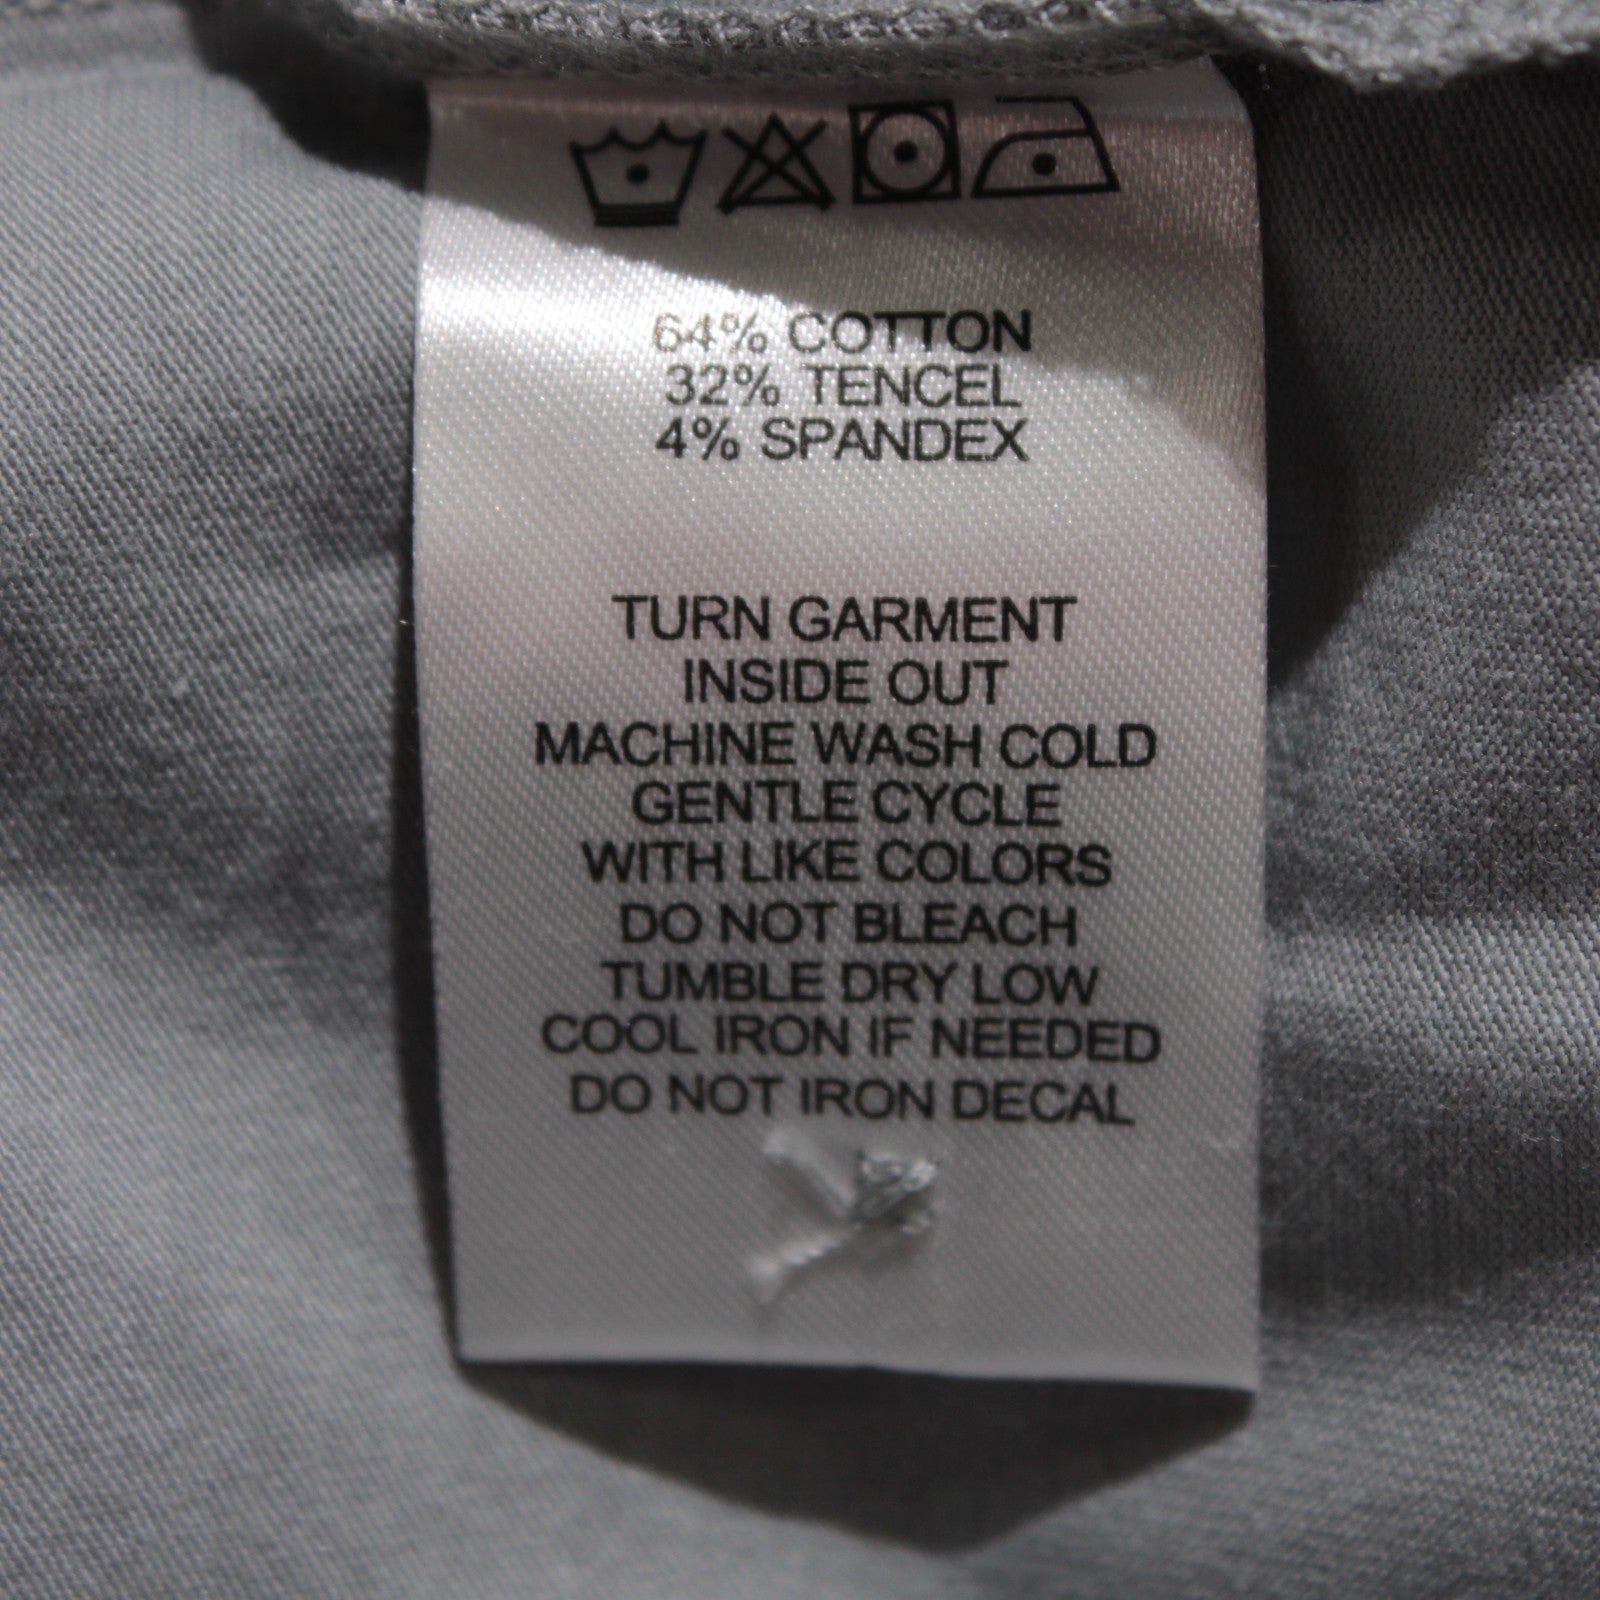 64% COTTON
32% TENCEL
4% SPANDEX
TURN GARMENT
INSIDE OUT
MACHINE WASH COLD
GENTLE CYCLE
WITH LIKE COLORS
DO NOT BLEACH
TUMBLE DRY LOW
COOL IRON IF NEEDED
DO NOT IRON DECAL